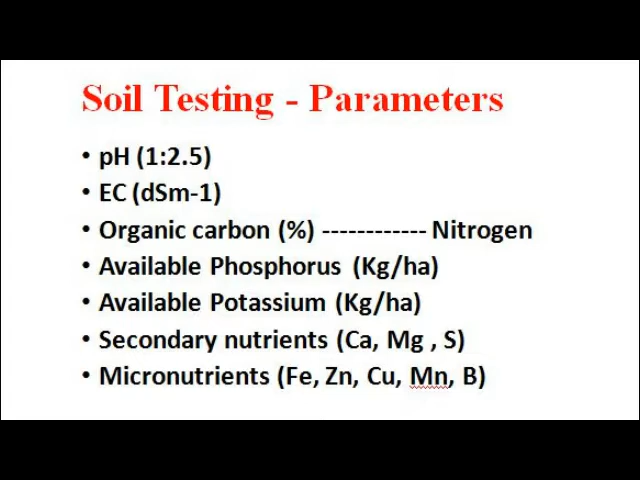 Soil Testing - Parameters
• pH (1:2.5)
• EC (dSm-1)
• Organic carbon (%) ------------ Nitrogen
• Available Phosphorus (Kg/ha)
• Available Potassium (Kg/ha)
• Secondary nutrients (Ca, Mg , S)
• Micronutrients (Fe, Zn, Cu, Mn, B)